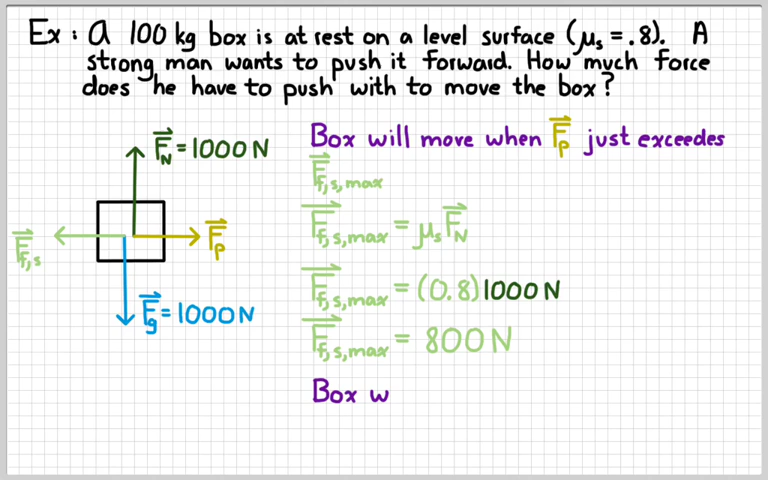 Ex: A 100 kg box is at rest on a level surface (μs = .8). A
strong man wants to push it forward. How much force
does he have to push with to move the box?
F⃗N = 1000 N
F⃗f,s
F⃗p
F⃗g = 1000 N
Box will move when F⃗p just exceedes
F⃗f,s,max
F⃗f,s,max = μs F⃗N
F⃗f,s,max = (0.8) 1000 N
F⃗f,s,max = 800 N
Box w